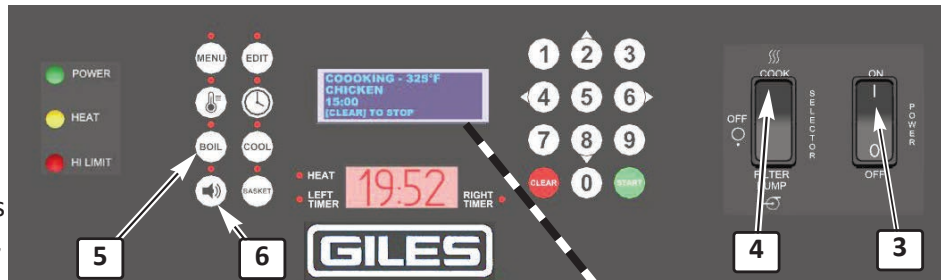 POWER
HEAT
HI LIMIT
MENU
EDIT
BOIL
COOL
BASKET
5
6
COOOKING - 325°F
CHICKEN
15:00
[CLEAR] TO STOP
HEAT
LEFT
TIMER
19:52
RIGHT
TIMER
GILES
1 2 3
4 5 6
7 8 9
CLEAR 0 START
COOK
OFF
FILTER
PUMP
SELECTOR
4
ON
I
O
OFF
POWER
3
s